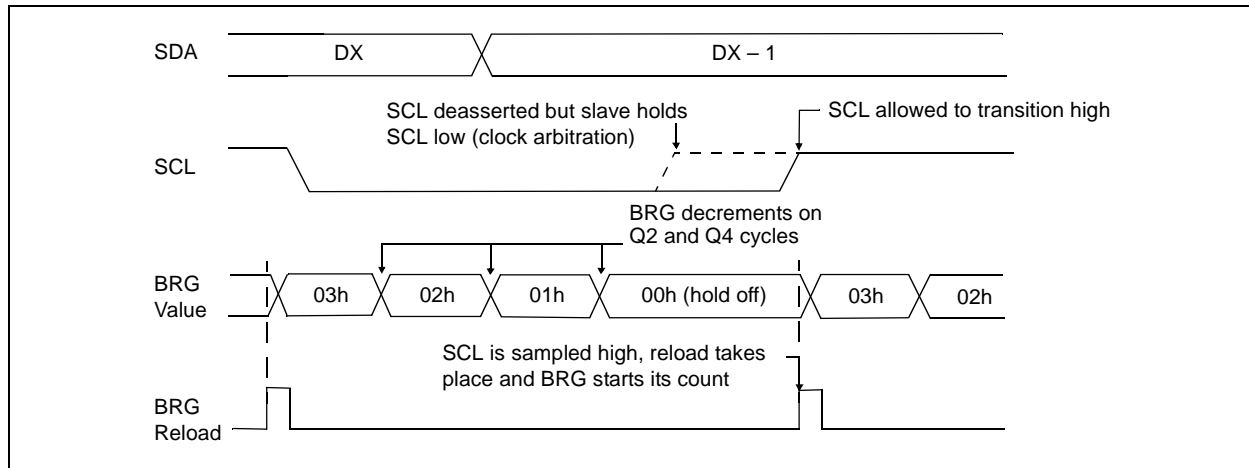 SDA
DX
DX – 1
SCL deasserted but slave holds
SCL low (clock arbitration)
SCL allowed to transition high
SCL
BRG decrements on
Q2 and Q4 cycles
BRG
Value
03h
02h
01h
00h (hold off)
03h
02h
SCL is sampled high, reload takes
place and BRG starts its count
BRG
Reload